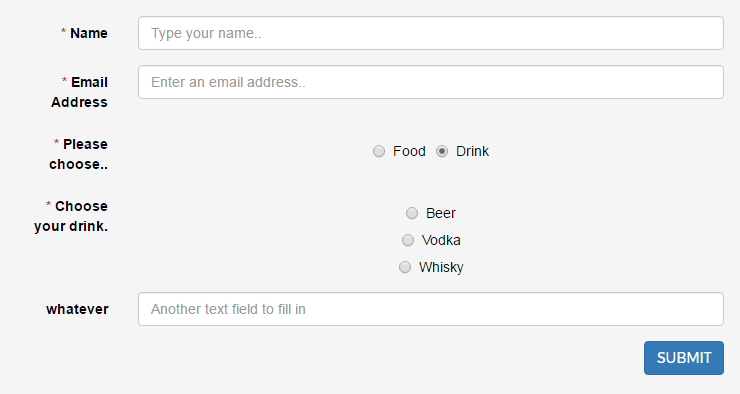 * Name
Type your name..
* Email
Address
Enter an email address..
* Please
choose..
Food Drink
* Choose
your drink.
Beer
Vodka
Whisky
whatever
Another text field to fill in
SUBMIT